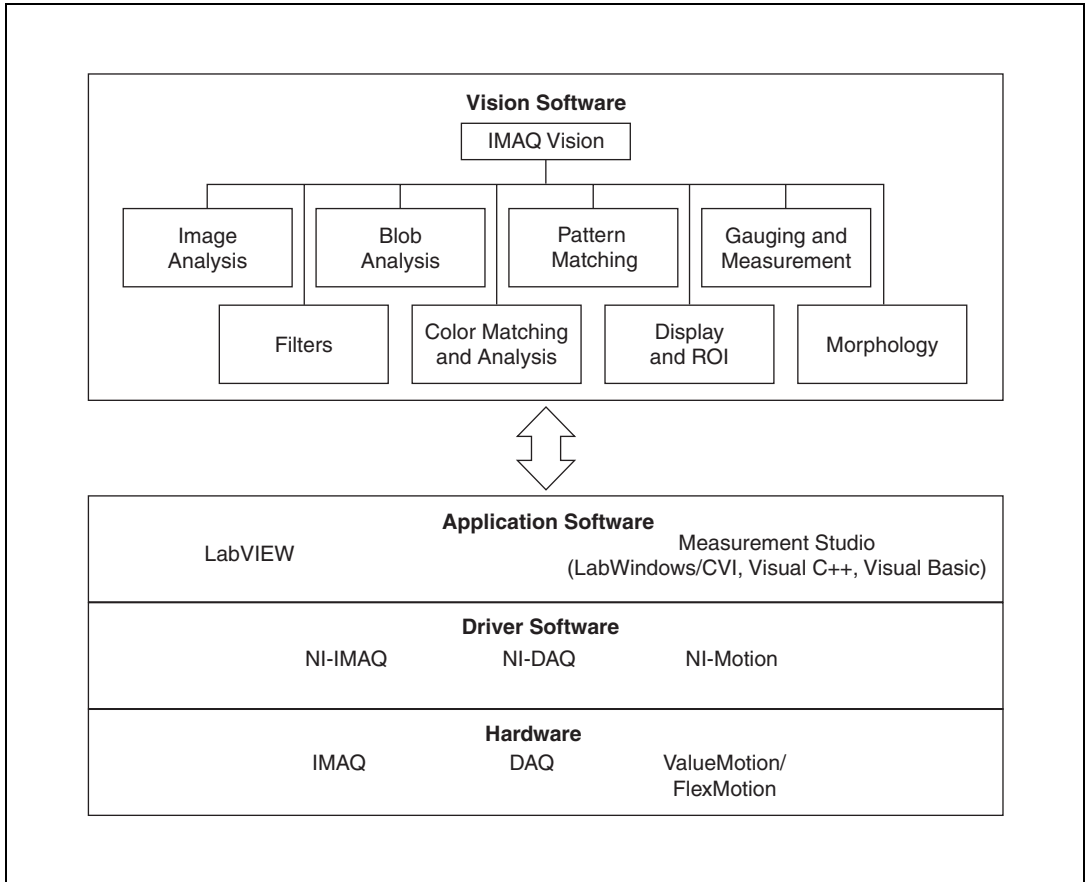 Vision Software
IMAQ Vision
Image
Analysis
Blob
Analysis
Pattern
Matching
Gauging and
Measurement
Filters
Color Matching
and Analysis
Display
and ROI
Morphology
Application Software
LabVIEW
Measurement Studio
(LabWindows/CVI, Visual C++, Visual Basic)
Driver Software
NI-IMAQ NI-DAQ NI-Motion
Hardware
IMAQ DAQ ValueMotion/
FlexMotion